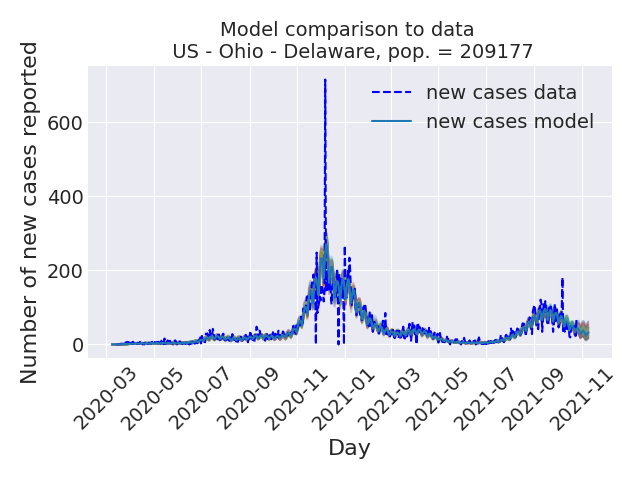 Model comparison to data
US - Ohio - Delaware, pop. = 209177
Number of new cases reported
600
400
200
0
new cases data
new cases model
2020-03
2020-05
2020-07
2020-09
2020-11
2021-01
2021-03
2021-05
2021-07
2021-09
2021-11
Day